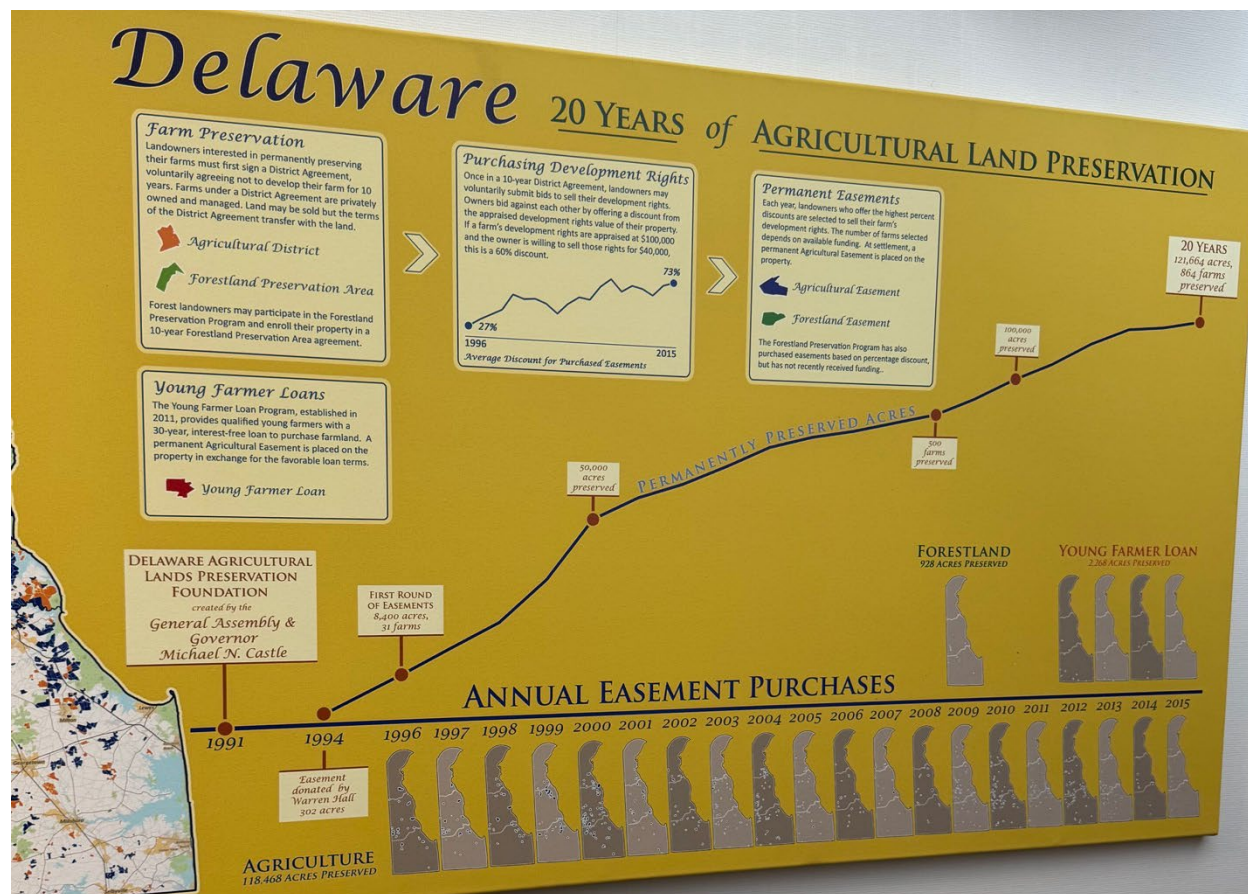 Delaware
20 YEARS of AGRICULTURAL LAND PRESERVATION
Farm Preservation
Landowners interested in permanently preserving
their farms must first sign a District Agreement,
voluntarily agreeing not to develop their farm for 10
years. Farms under a District Agreement are privately
owned and managed. Land may be sold but the terms
of the District Agreement transfer with the land.
Agricultural District
Forestland Preservation Area
Forest landowners may participate in the Forestland
Preservation Program and enroll their property in a
10-year Forestland Preservation Area agreement.
Purchasing Development Rights
Once in a 10-year District Agreement, landowners may
voluntarily submit bids to sell their development rights.
Owners bid against each other by offering a discount from
the appraised development rights value of their property.
If a farm's development rights are appraised at $100,000
and the owner is willing to sell those rights for $40,000,
this is a 60% discount.
73%
27%
1996 2015
Average Discount for Purchased Easements
Permanent Easements
Each year, landowners who offer the highest percent
discounts are selected to sell their farm's
development rights. The number of farms selected
depends on available funding. At settlement, a
permanent Agricultural Easement is placed on the
property.
Agricultural Easement
Forestland Easement
The Forestland Preservation Program has also
purchased easements based on percentage discount,
but has not recently received funding..
20 YEARS
121,664 acres,
864 farms
preserved
100,000
acres
preserved
Young Farmer Loans
The Young Farmer Loan Program, established in
2011, provides qualified young farmers with a
30-year, interest-free loan to purchase farmland. A
permanent Agricultural Easement is placed on the
property in exchange for the favorable loan terms.
Young Farmer Loan
PERMANENTLY PRESERVED ACRES
500
farms
preserved
50,000
acres
preserved
DELAWARE AGRICULTURAL
LANDS PRESERVATION
FOUNDATION
created by the
General Assembly &
Governor
Michael N. Castle
FIRST ROUND
OF EASEMENTS
8,400 acres,
31 farms
FORESTLAND
928 ACRES PRESERVED
YOUNG FARMER LOAN
2,268 ACRES PRESERVED
ANNUAL EASEMENT PURCHASES
1991 1994 1996 1997 1998 1999 2000 2001 2002 2003 2004 2005 2006 2007 2008 2009 2010 2011 2012 2013 2014 2015
Easement
donated by
Warren Hall
302 acres
AGRICULTURE
118,468 ACRES PRESERVED